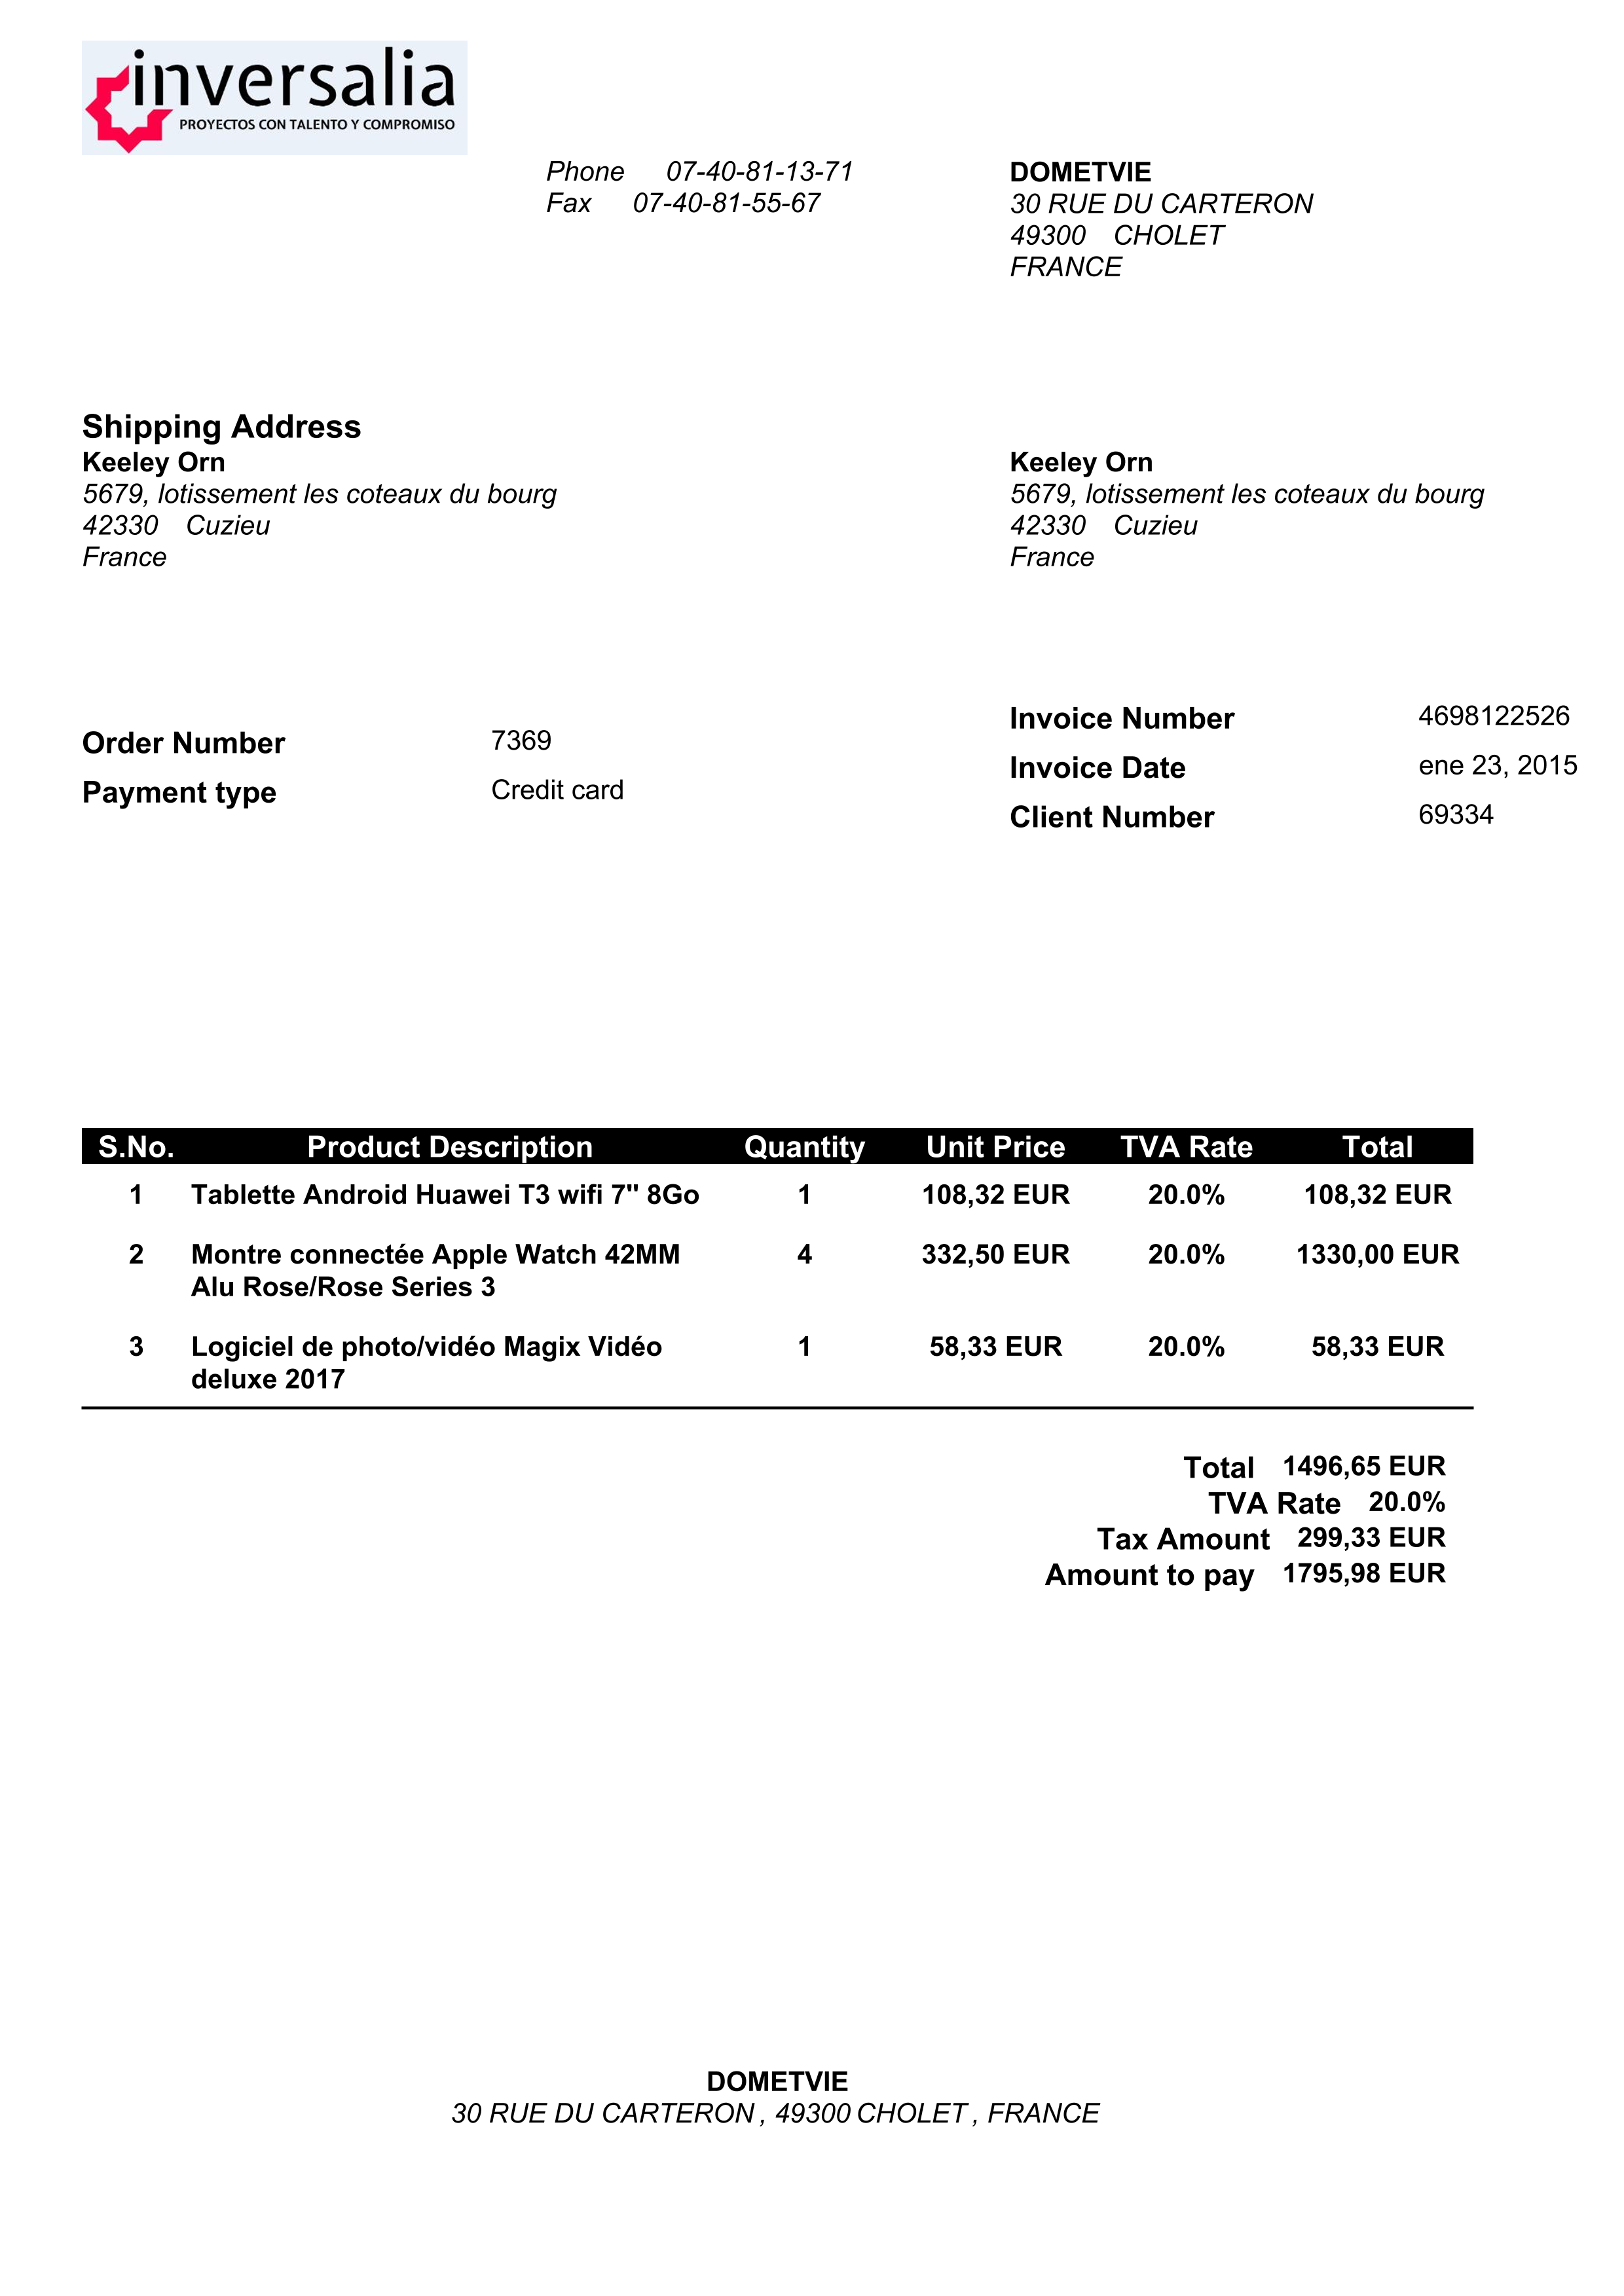 inversalia
PROYECTOS CON TALENTO Y COMPROMISO
Phone 07-40-81-13-71
Fax 07-40-81-55-67
DOMETVIE
30 RUE DU CARTERON
49300 CHOLET
FRANCE
Shipping Address
Keeley Orn
5679, lotissement les coteaux du bourg
42330 Cuzieu
France
Keeley Orn
5679, lotissement les coteaux du bourg
42330 Cuzieu
France
Order Number 7369
Payment type Credit card
Invoice Number 4698122526
Invoice Date ene 23, 2015
Client Number 69334
S.No. Product Description Quantity Unit Price TVA Rate Total
1 Tablette Android Huawei T3 wifi 7" 8Go 1 108,32 EUR 20.0% 108,32 EUR
2 Montre connectée Apple Watch 42MM 4 332,50 EUR 20.0% 1330,00 EUR
Alu Rose/Rose Series 3
3 Logiciel de photo/vidéo Magix Vidéo 1 58,33 EUR 20.0% 58,33 EUR
deluxe 2017
Total 1496,65 EUR
TVA Rate 20.0%
Tax Amount 299,33 EUR
Amount to pay 1795,98 EUR
DOMETVIE
30 RUE DU CARTERON , 49300 CHOLET , FRANCE